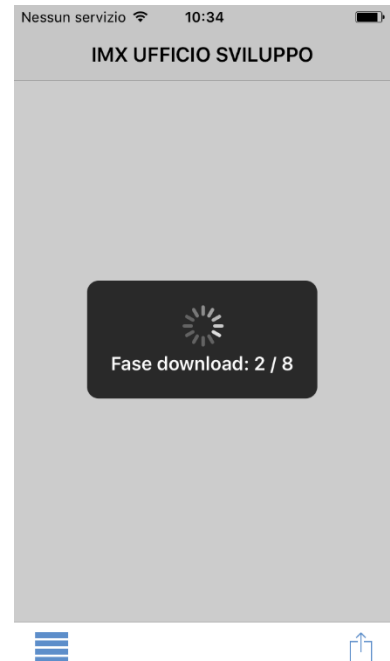 Nessun servizio 10:34
IMX UFFICIO SVILUPPO
Fase download: 2 / 8